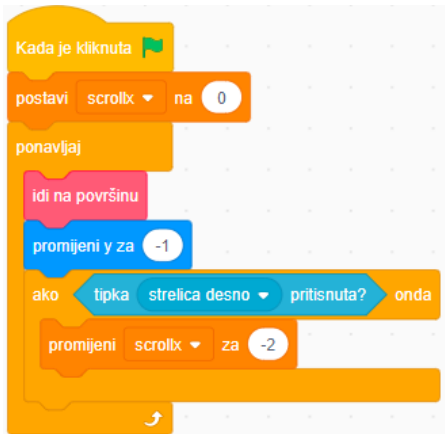 Kada je kliknuta
postavi scrollx na 0
ponavljaj
idi na površinu
promijeni y za -1
ako tipka strelica desno pritisnuta? onda
promijeni scrollx za -2